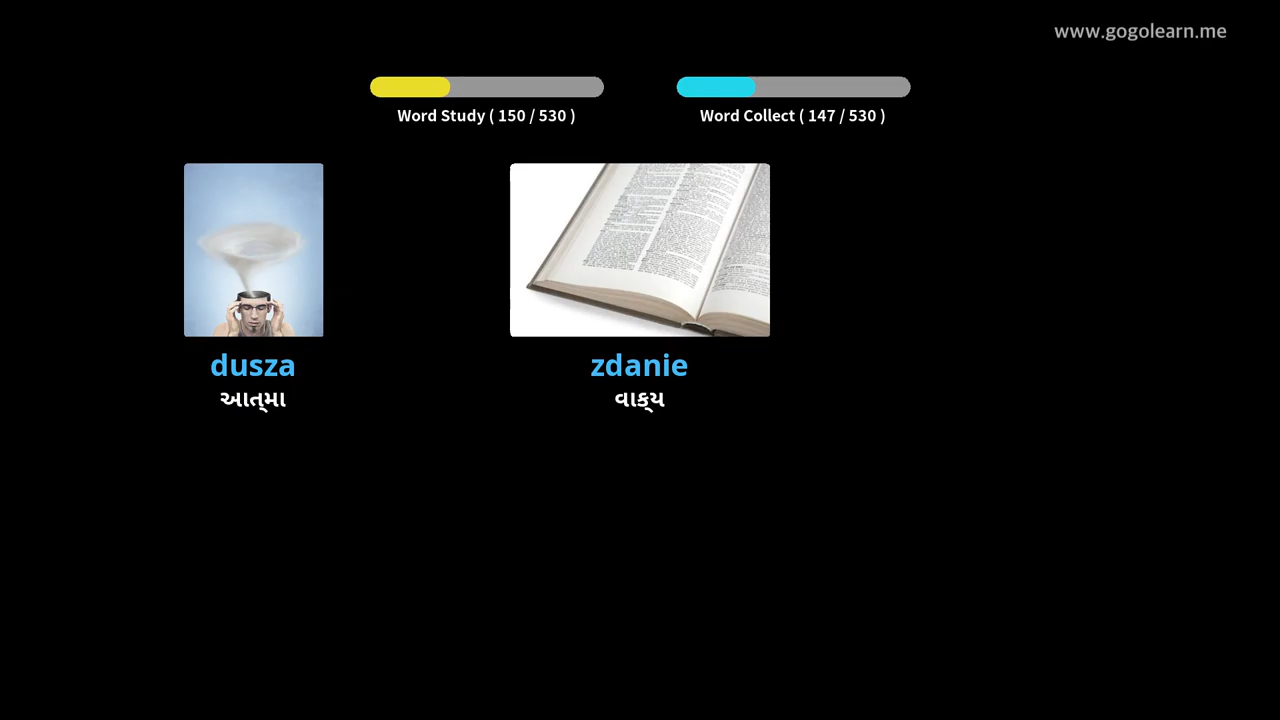 www.gogolearn.me
Word Study ( 150 / 530 )
Word Collect ( 147 / 530 )
dusza
આત્મા
zdanie
વાક્ય